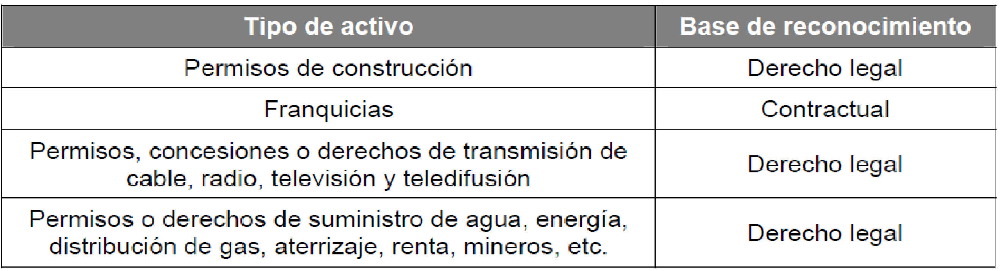 Tipo de activo
Base de reconocimiento
Permisos de construcción
Derecho legal
Franquicias
Contractual
Permisos, concesiones o derechos de transmisión de
cable, radio, televisión y teledifusión
Derecho legal
Permisos o derechos de suministro de agua, energía,
distribución de gas, aterrizaje, renta, mineros, etc.
Derecho legal